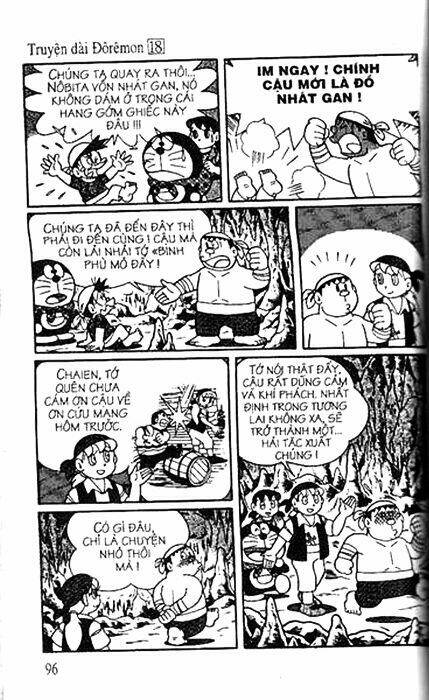 Truyện dài Đôrêmon 18
CHÚNG TA QUAY RA THÔI...
NÔBITA VỐN NHÁT GAN, NÓ
KHÔNG DÁM Ở TRONG CÁI
HANG GỚM GHIẾC NÀY
ĐÂU !!!
IM NGAY ! CHÍNH
CẬU MỚI LÀ ĐỒ
NHÁT GAN !
CHÚNG TA ĐÃ ĐẾN ĐÂY THÌ
PHẢI ĐI ĐẾN CÙNG ! CẬU MÀ
CÒN LẢI NHẢI TỚ «BÌNH
PHỦ MỎ ĐẤY !
CHAIEN, TỚ
QUÊN CHƯA
CÁM ƠN CẬU VỀ
ƠN CỨU MẠNG
HÔM TRƯỚC.
TỚ NÓI THẬT ĐẤY,
CẬU RẤT DŨNG CẢM
VÀ KHÍ PHÁCH. NHẤT
ĐỊNH TRONG TƯƠNG
LAI KHÔNG XA, SẼ
TRỞ THÀNH MỘT...
HẢI TẶC XUẤT
CHÚNG !
CÓ GÌ ĐÂU,
CHỈ LÀ CHUYỆN
NHỎ THÔI
MÀ !
96